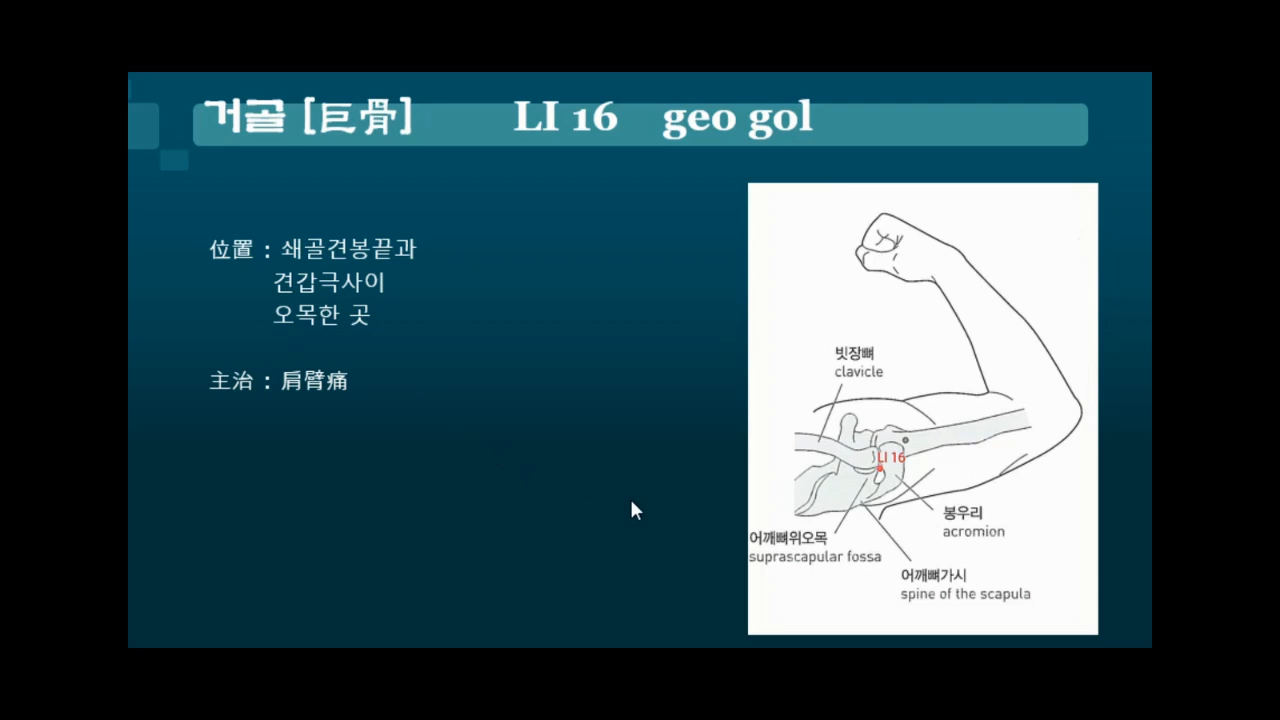 거골 [巨骨] LI 16 geo gol
位置 : 쇄골견봉끝과
견갑극사이
오목한 곳
主治 : 肩臂痛
빗장뼈
clavicle
LI 16
봉우리
acromion
어깨뼈위오목
suprascapular fossa
어깨뼈가시
spine of the scapula